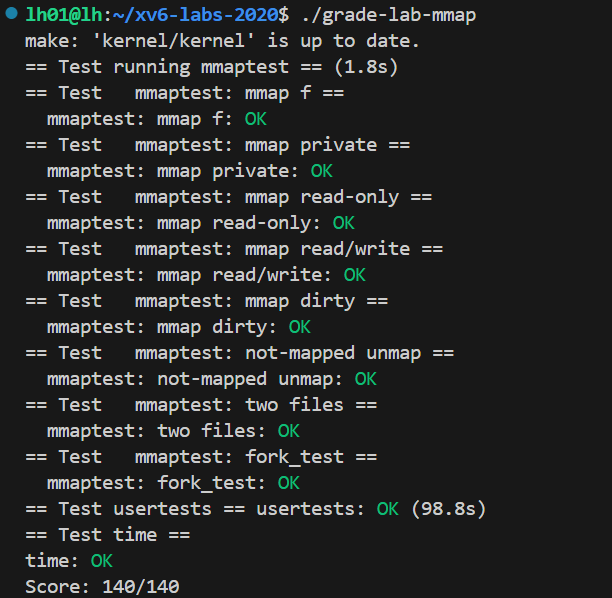 lh01@lh:~/xv6-labs-2020$ ./grade-lab-mmap
make: 'kernel/kernel' is up to date.
== Test running mmaptest == (1.8s)
== Test   mmaptest: mmap f ==
  mmaptest: mmap f: OK
== Test   mmaptest: mmap private ==
  mmaptest: mmap private: OK
== Test   mmaptest: mmap read-only ==
  mmaptest: mmap read-only: OK
== Test   mmaptest: mmap read/write ==
  mmaptest: mmap read/write: OK
== Test   mmaptest: mmap dirty ==
  mmaptest: mmap dirty: OK
== Test   mmaptest: not-mapped unmap ==
  mmaptest: not-mapped unmap: OK
== Test   mmaptest: two files ==
  mmaptest: two files: OK
== Test   mmaptest: fork_test ==
  mmaptest: fork_test: OK
== Test usertests == usertests: OK (98.8s)
== Test time ==
time: OK
Score: 140/140